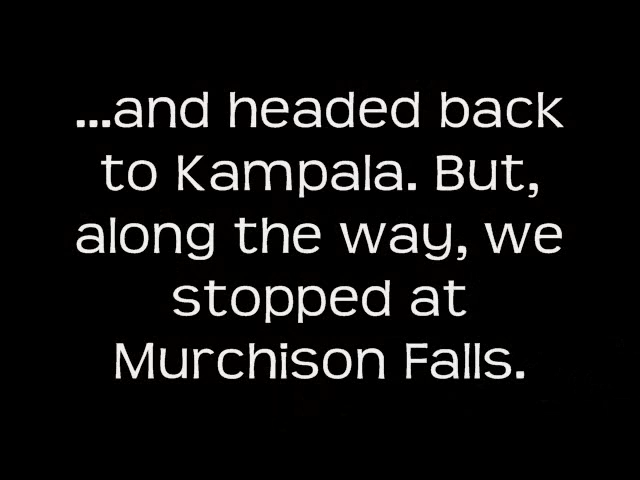 ...and headed back
to Kampala. But,
along the way, we
stopped at
Murchison Falls.